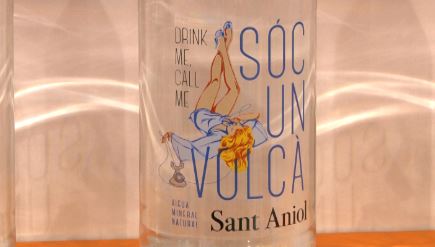 DRINK
ME,
CALL
ME
SÓC
UN
VOLCÀ
AIGUA
MINERAL
NATURAL
Sant Aniol